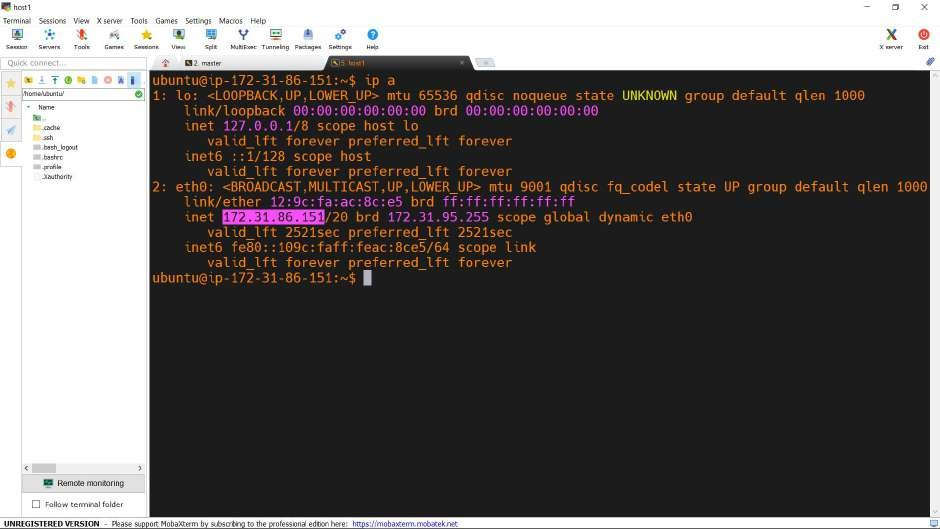 host1
Terminal Sessions View X server Tools Games Settings Macros Help
Session Servers Tools Games Sessions View Split MultiExec Tunneling Packages Settings Help X server Exit
Quick connect...
2. master
5. host1
/home/ubuntu/
Name
..
.cache
.ssh
.bash_logout
.bashrc
.profile
.Xauthority
Remote monitoring
Follow terminal folder
ubuntu@ip-172-31-86-151:~$ ip a
1: lo: <LOOPBACK,UP,LOWER_UP> mtu 65536 qdisc noqueue state UNKNOWN group default qlen 1000
link/loopback 00:00:00:00:00:00 brd 00:00:00:00:00:00
inet 127.0.0.1/8 scope host lo
valid_lft forever preferred_lft forever
inet6 ::1/128 scope host
valid_lft forever preferred_lft forever
2: eth0: <BROADCAST,MULTICAST,UP,LOWER_UP> mtu 9001 qdisc fq_codel state UP group default qlen 1000
link/ether 12:9c:fa:ac:8c:e5 brd ff:ff:ff:ff:ff:ff
inet 172.31.86.151/20 brd 172.31.95.255 scope global dynamic eth0
valid_lft 2521sec preferred_lft 2521sec
inet6 fe80::109c:faff:feac:8ce5/64 scope link
valid_lft forever preferred_lft forever
ubuntu@ip-172-31-86-151:~$
UNREGISTERED VERSION - Please support MobaXterm by subscribing to the professional edition here: https://mobaxterm.mobatek.net